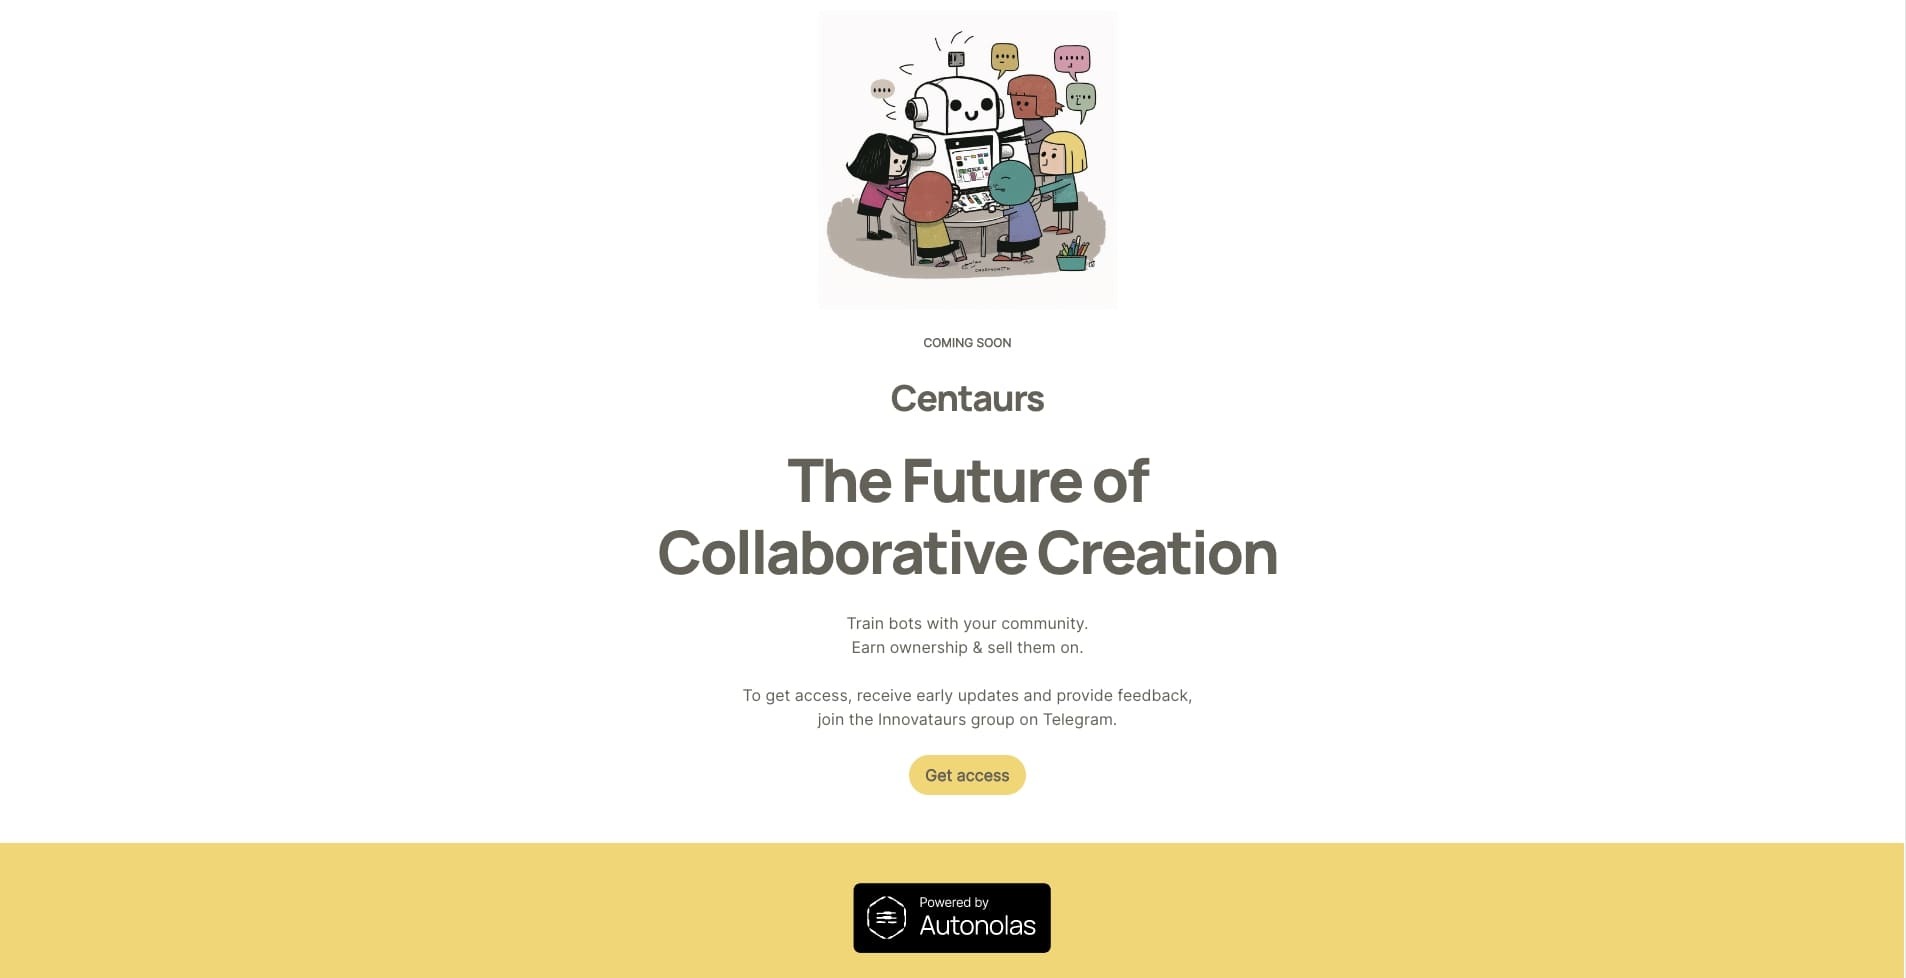 COMING SOON
Centaurs
The Future of
Collaborative Creation
Train bots with your community.
Earn ownership & sell them on.
To get access, receive early updates and provide feedback,
join the Innovataurs group on Telegram.
Get access
Powered by
Autonolas